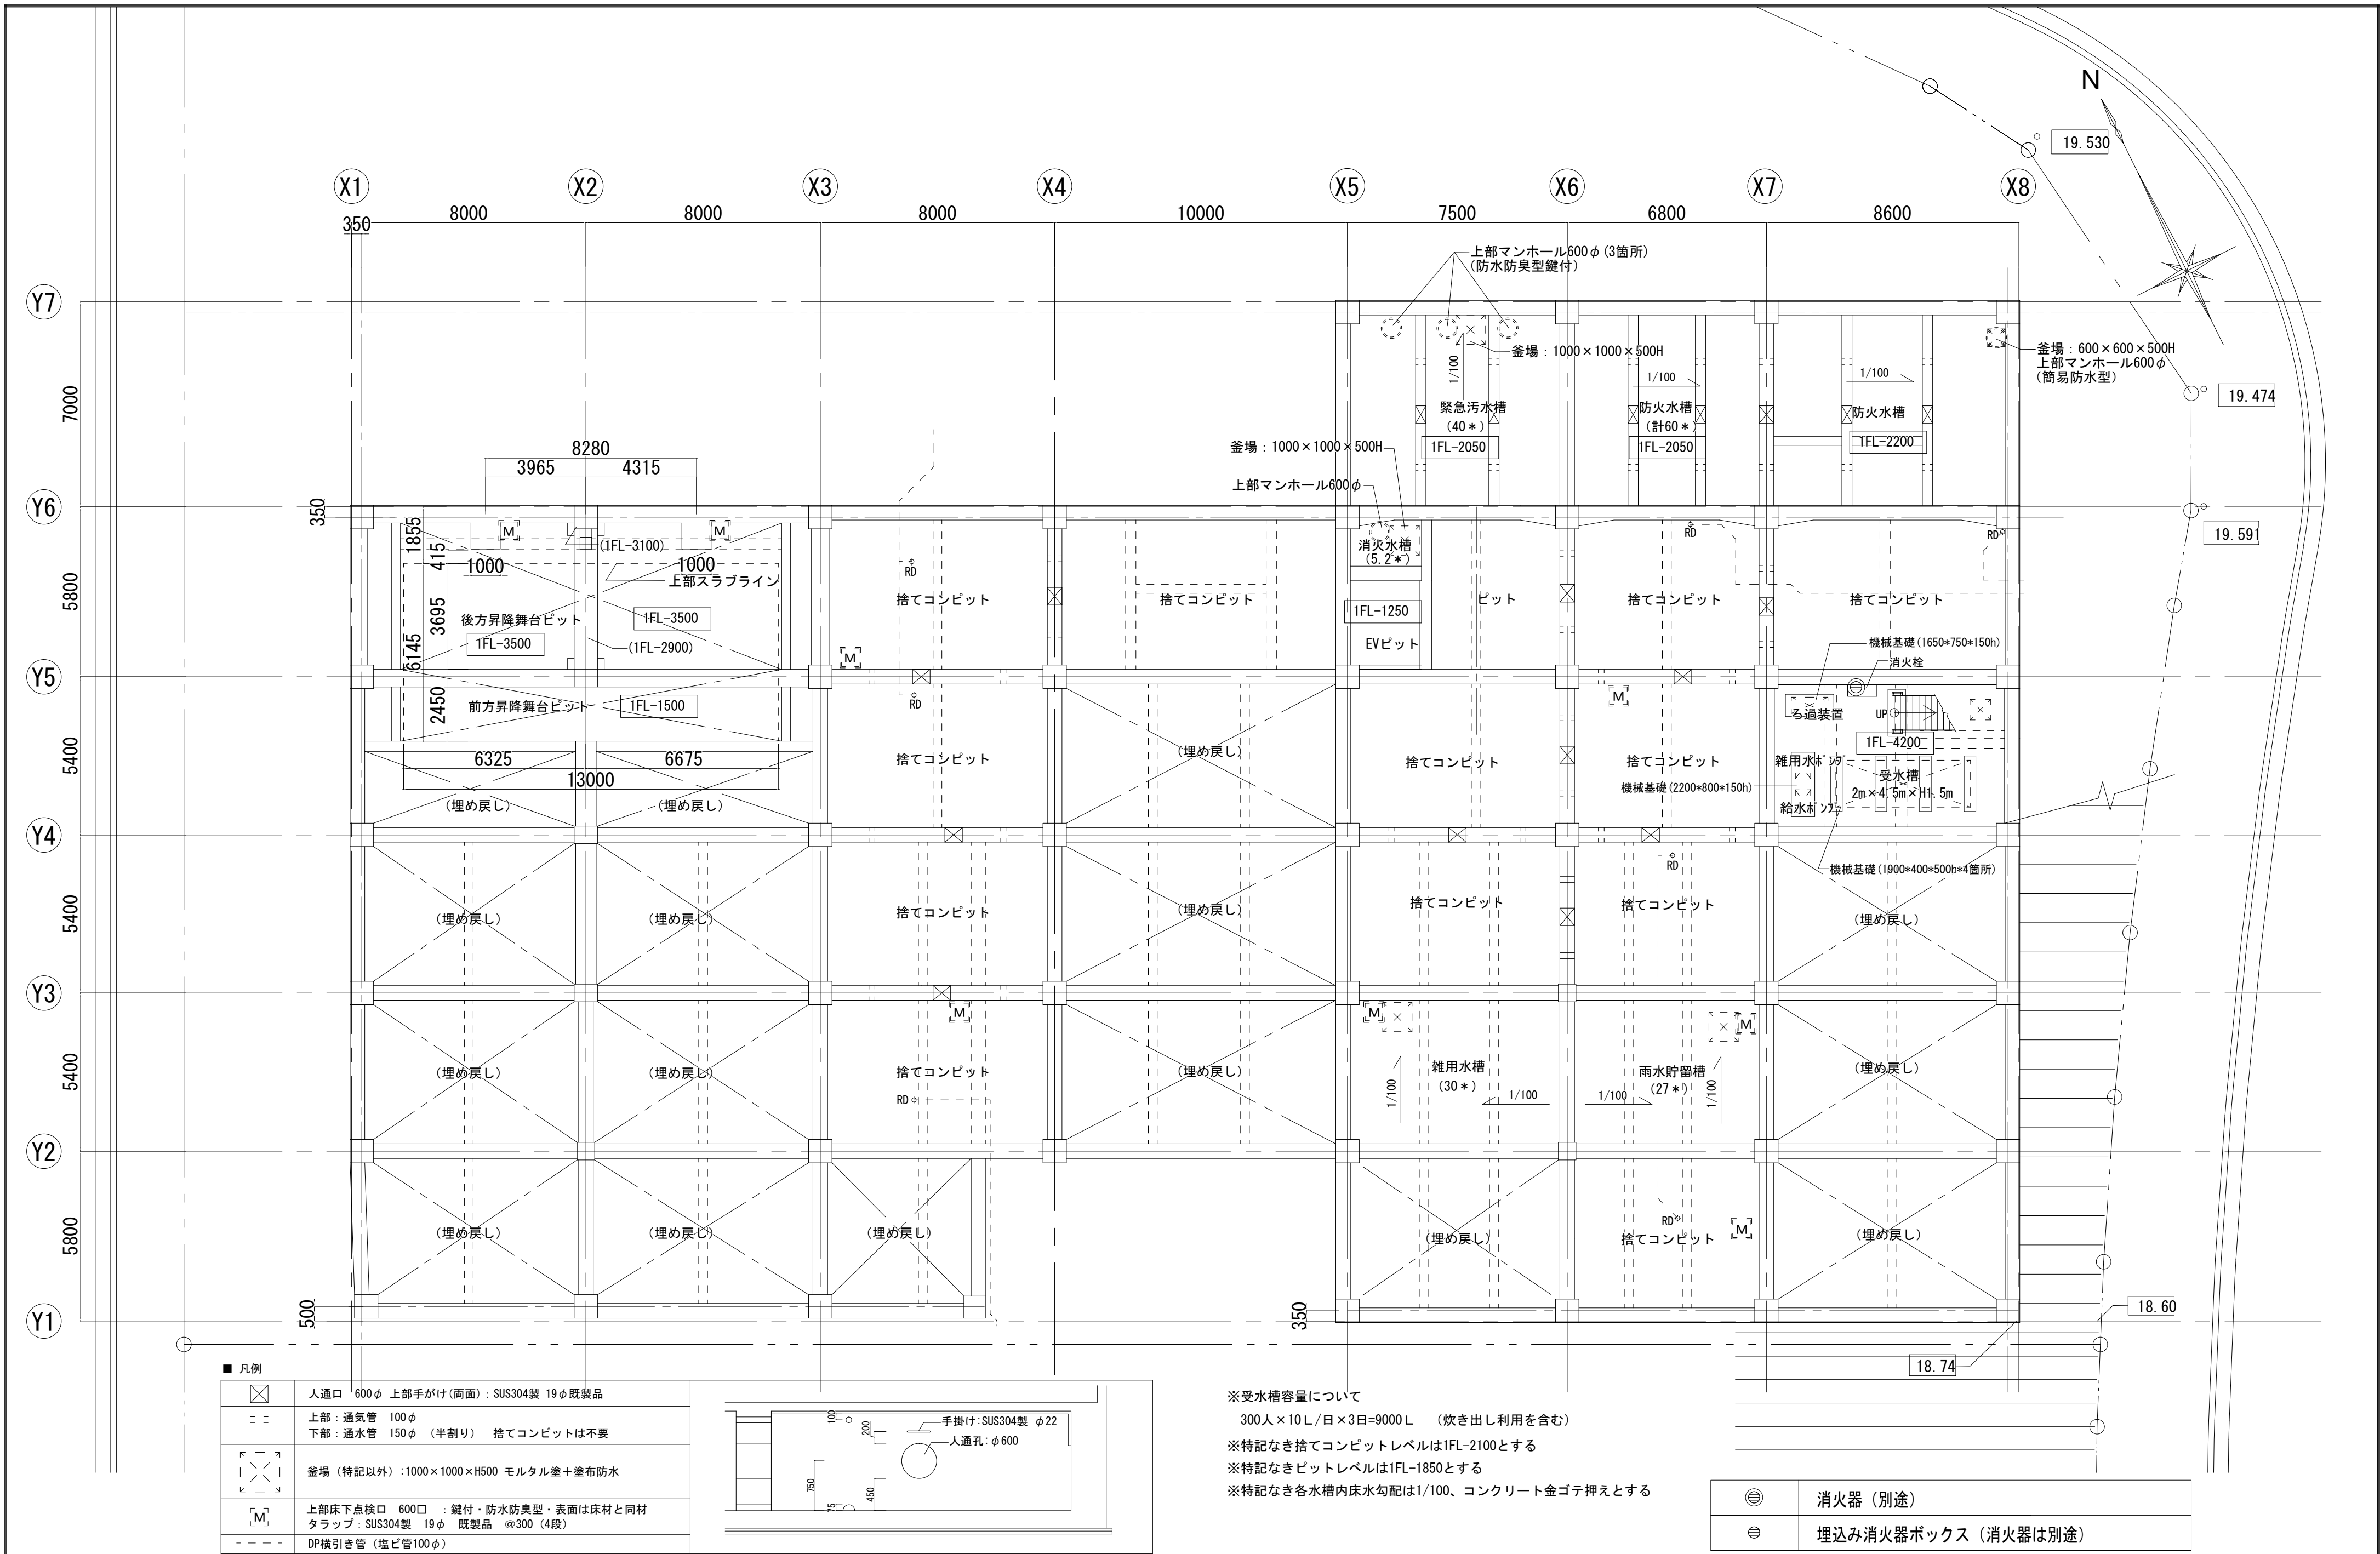 N
19.530
X1
X2
X3
X4
X5
X6
X7
X8
350
8000
8000
8000
10000
7500
6800
8600
上部マンホール600φ(3箇所)
(防水防臭型鍵付)
Y7
釜場：1000×1000×500H
釜場：600×600×500H
上部マンホール600φ
(簡易防水型)
1/100
1/100
1/100
19.474
7000
緊急汚水槽
(40＊)
1FL-2050
防火水槽
(計60＊)
1FL-2050
防火水槽
1FL-2200
8280
3965
4315
釜場：1000×1000×500H
上部マンホール600φ
Y6
350
19.591
1855
M
M
(1FL-3100)
415
1000
1000
上部スラブライン
RD
RD
RD
消火水槽
(5.2＊)
5800
捨てコンピット
捨てコンピット
ピット
捨てコンピット
捨てコンピット
3695
後方昇降舞台ピット
1FL-3500
1FL-3500
(1FL-2900)
1FL-1250
EVピット
6145
M
機械基礎(1650*750*150h)
消火栓
Y5
2450
前方昇降舞台ピット
1FL-1500
RD
M
ろ過装置
UP
1FL-4200
5400
6325
6675
13000
捨てコンピット
(埋め戻し)
捨てコンピット
捨てコンピット
雑用水ﾎﾟﾝﾌﾟ
受水槽
2m×4.5m×H1.5m
機械基礎(2200*800*150h)
給水ﾎﾟﾝﾌﾟ
(埋め戻し)
(埋め戻し)
Y4
RD
機械基礎(1900*400*500h*4箇所)
5400
(埋め戻し)
(埋め戻し)
捨てコンピット
(埋め戻し)
捨てコンピット
捨てコンピット
(埋め戻し)
Y3
M
M
M
5400
(埋め戻し)
(埋め戻し)
捨てコンピット
(埋め戻し)
雑用水槽
(30＊)
雨水貯留槽
(27＊)
(埋め戻し)
1/100
1/100
1/100
1/100
RD
Y2
5800
(埋め戻し)
(埋め戻し)
(埋め戻し)
(埋め戻し)
RD
M
捨てコンピット
(埋め戻し)
Y1
500
350
18.60
18.74
■ 凡例
人通口 600φ 上部手がけ(両面)：SUS304製 19φ既製品
上部：通気管 100φ
下部：通水管 150φ (半割り) 捨てコンピットは不要
釜場（特記以外）:1000×1000×H500 モルタル塗＋塗布防水
M
上部床下点検口 600□ ：鍵付・防水防臭型・表面は床材と同材
タラップ：SUS304製 19φ 既製品 @300 (4段)
DP横引き管（塩ビ管100φ）
100
200
手掛け：SUS304製 φ22
人通孔：φ600
750
450
75
※受水槽容量について
300人×10Ｌ/日×3日=9000Ｌ （炊き出し利用を含む）
※特記なき捨てコンピットレベルは1FL-2100とする
※特記なきピットレベルは1FL-1850とする
※特記なき各水槽内床水勾配は1/100、コンクリート金ゴテ押えとする
消火器（別途）
埋込み消火器ボックス（消火器は別途）